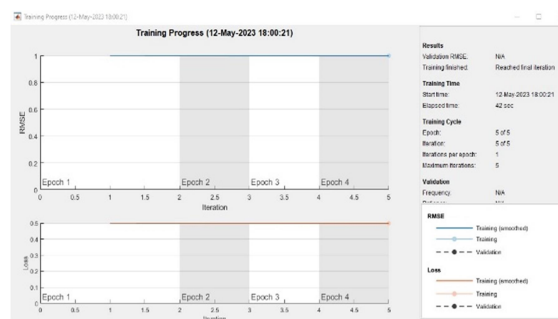 Training Progress (12-May-2023 18:00:21)
Training Progress (12-May-2023 18:00:21)
RMSE
1
0.8
0.6
0.4
0.2
0
Epoch 1
Epoch 2
Epoch 3
Epoch 4
0 0.5 1 1.5 2 2.5 3 3.5 4 4.5 5
Iteration
Loss
0.5
0.4
0.3
0.2
0.1
0
Epoch 1
Epoch 2
Epoch 3
Epoch 4
0 0.5 1 1.5 2 2.5 3 3.5 4 4.5 5
Iteration
Results
Validation RMSE: N/A
Training finished: Reached final iteration
Training Time
Start time: 12-May-2023 18:00:21
Elapsed time: 42 sec
Training Cycle
Epoch: 5 of 5
Iteration: 5 of 5
Iterations per epoch: 1
Maximum iterations: 5
Validation
Frequency: N/A
RMSE
Training (smoothed)
Training
Validation
Loss
Training (smoothed)
Training
Validation